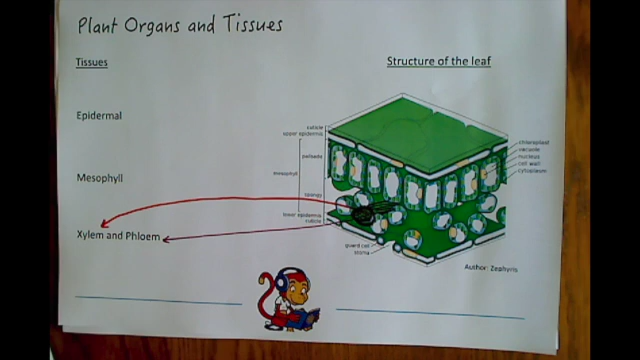 Plant Organs and Tissues
Tissues
Structure of the leaf
Epidermal
Mesophyll
Xylem and Phloem
cuticle
upper epidermis
palisade
mesophyll
spongy
lower epidermis
cuticle
guard cell
stoma
chloroplast
vacuole
nucleus
cell wall
cytoplasm
Author: Zephyris